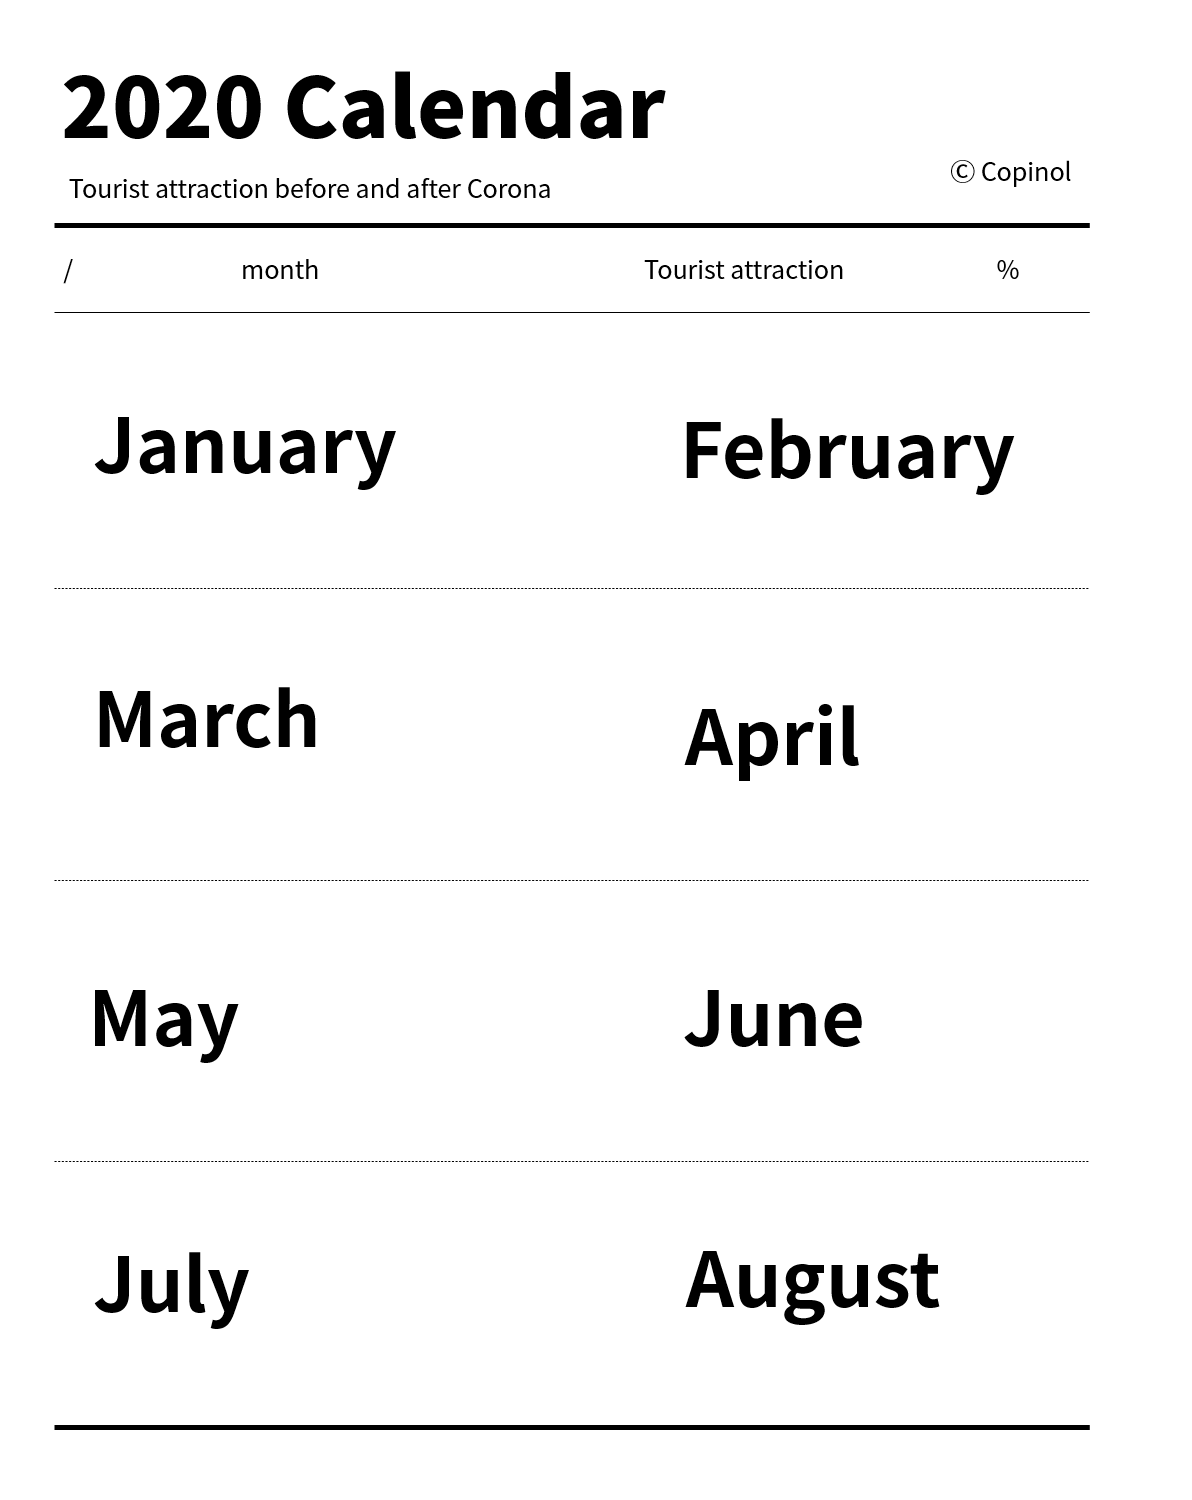 2020 Calendar
Tourist attraction before and after Corona
Ⓒ Copinol
/ month Tourist attraction %
January February
March April
May June
July August